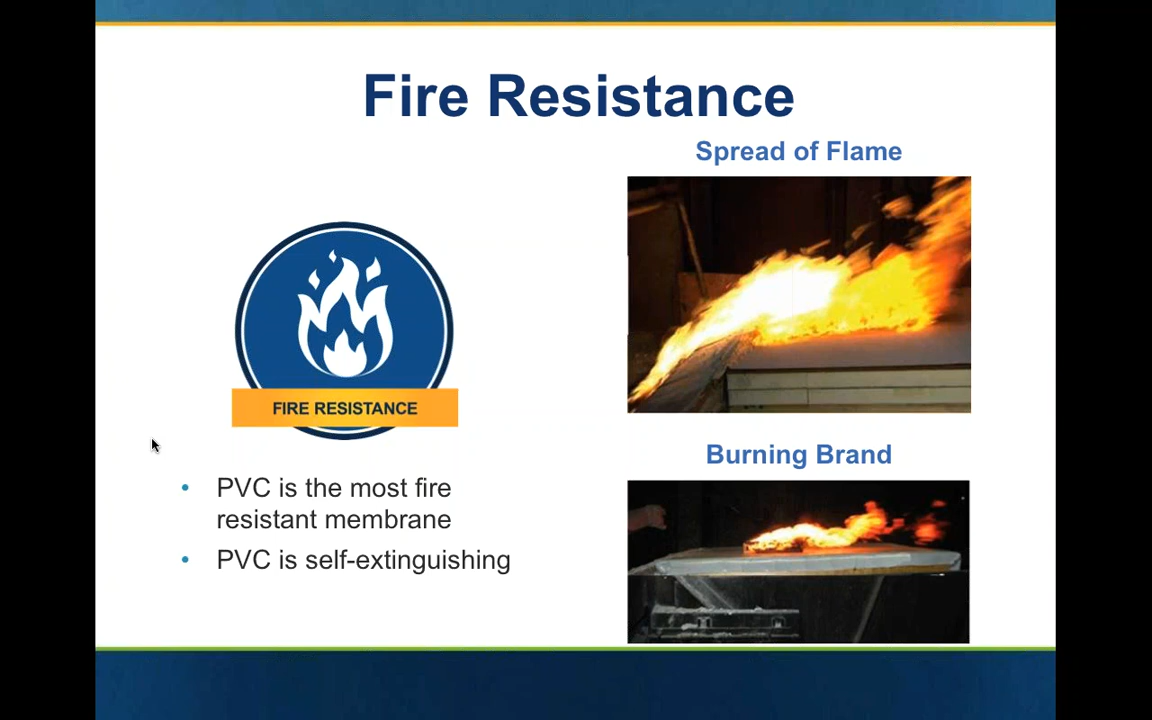 Fire Resistance
Spread of Flame
FIRE RESISTANCE
Burning Brand
• PVC is the most fire
resistant membrane
• PVC is self-extinguishing